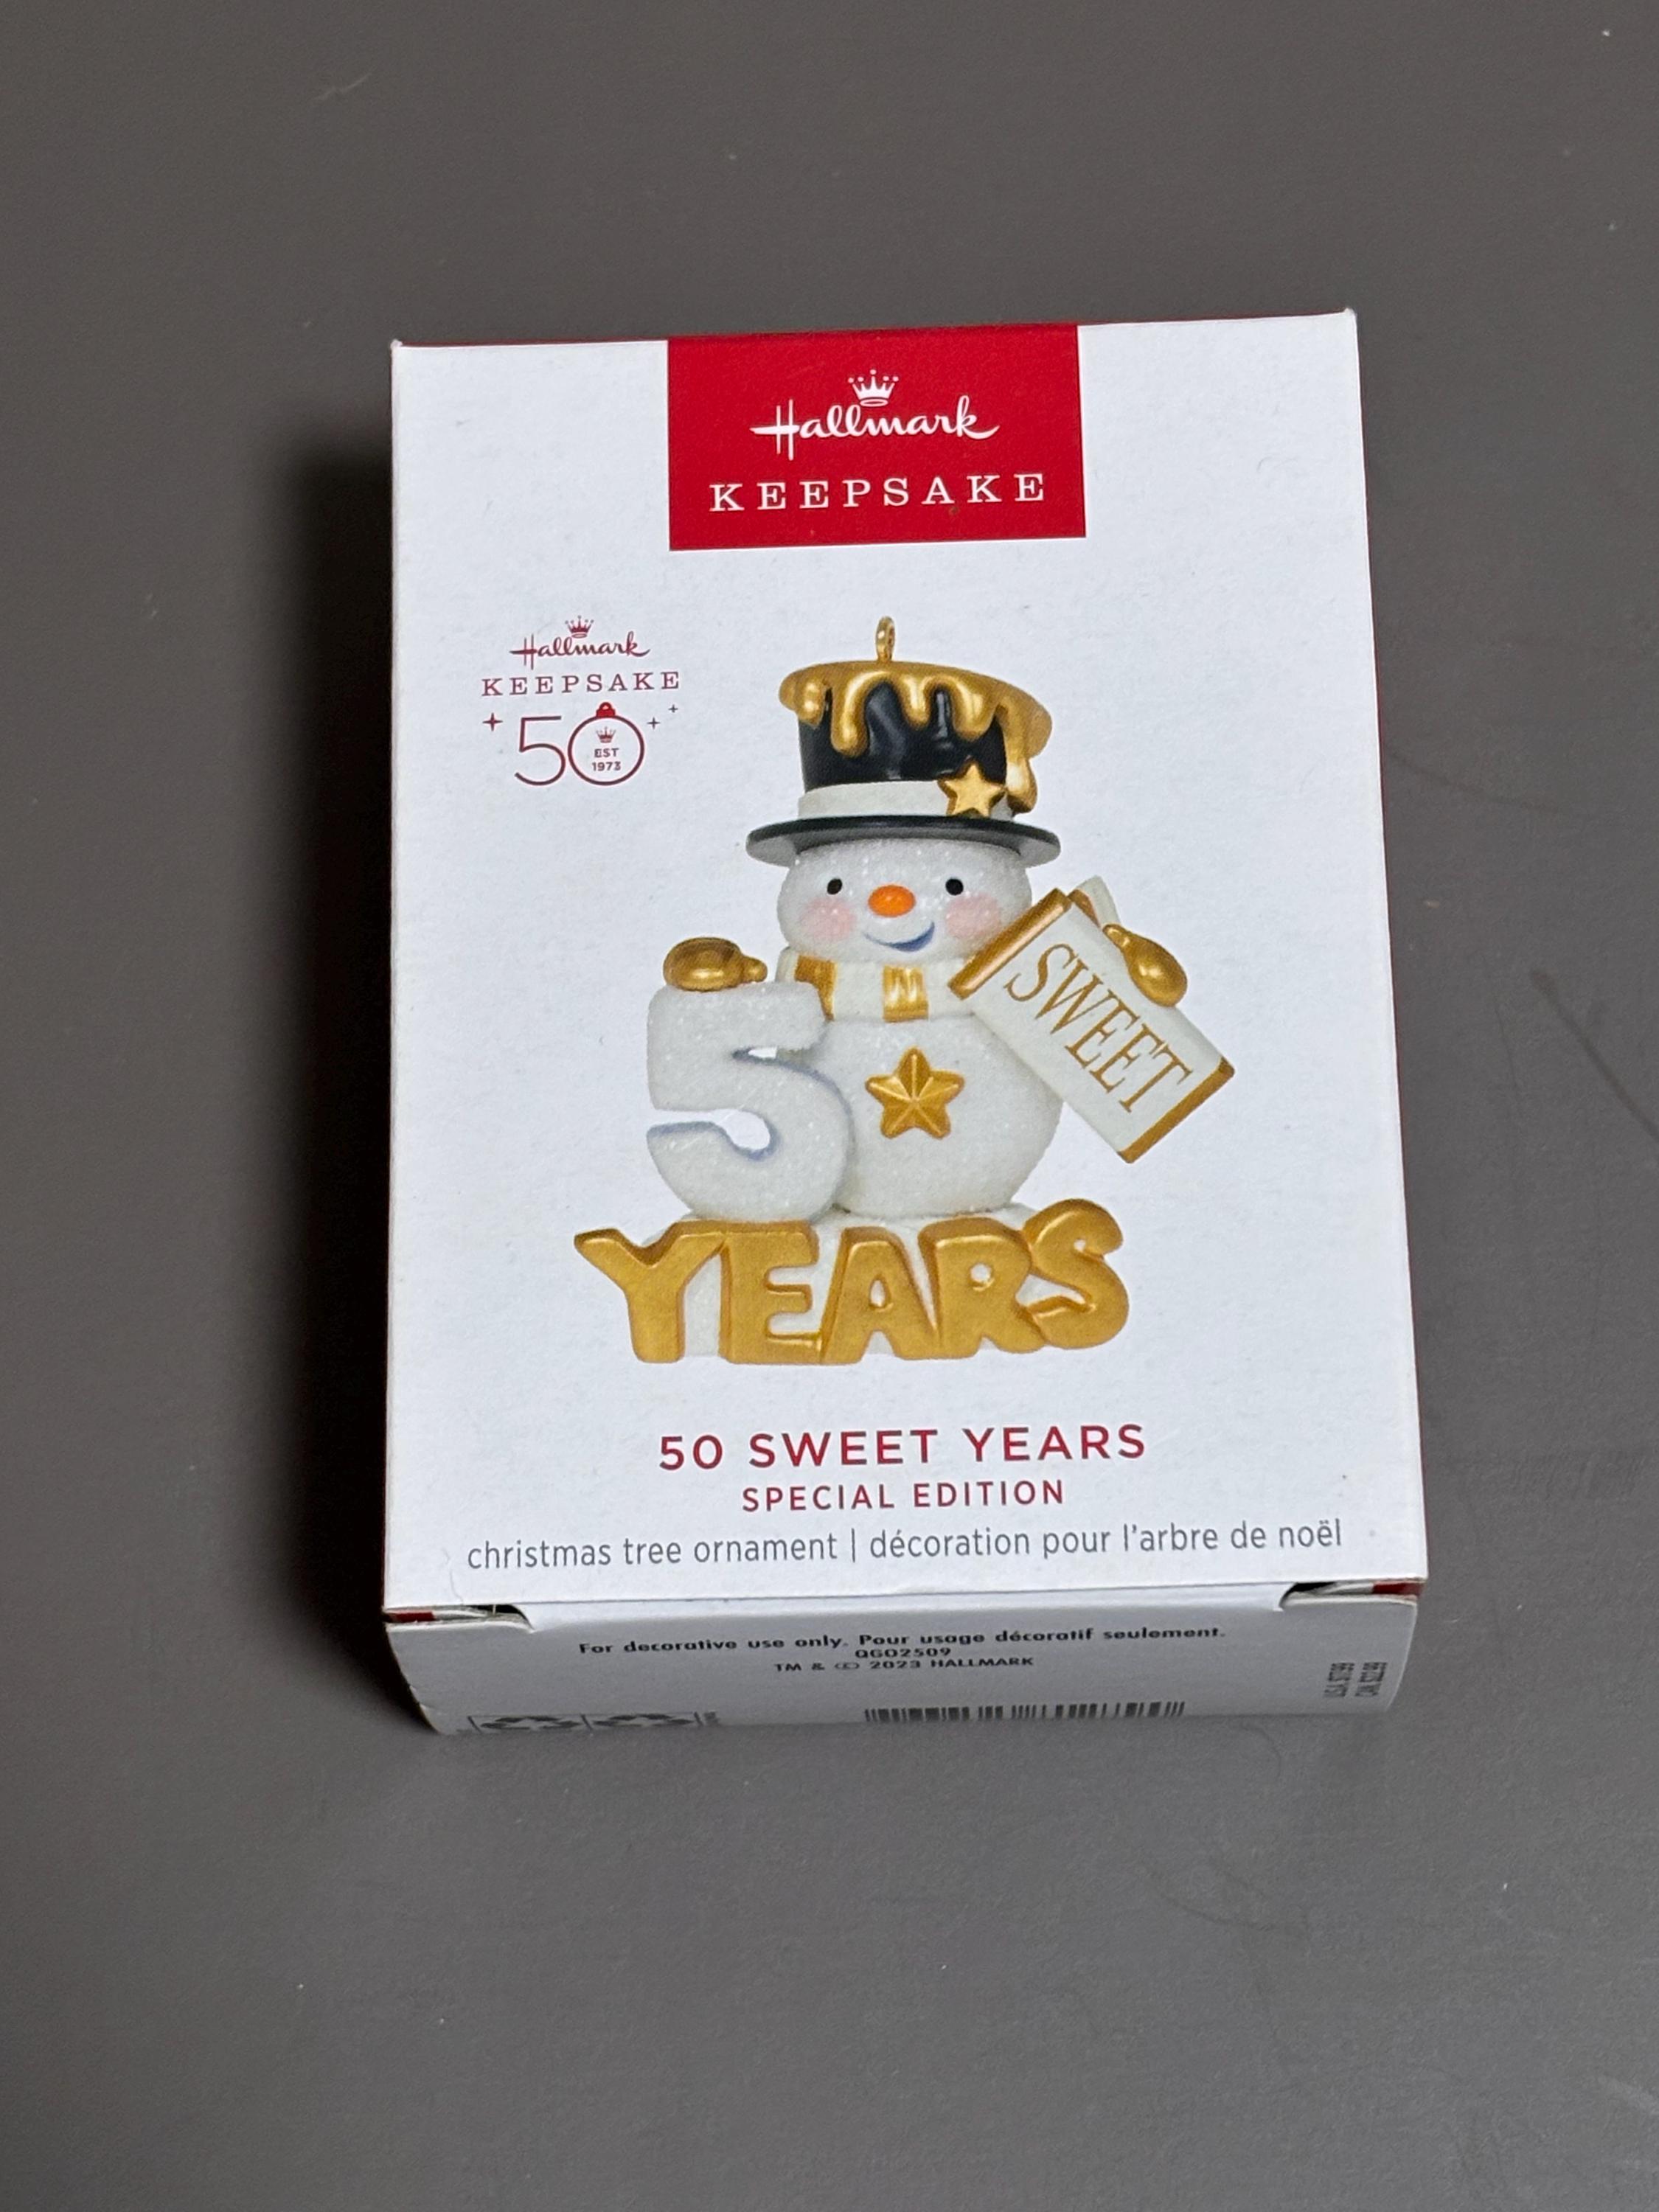 Hallmark
KEEPSAKE
Hallmark
KEEPSAKE
50
EST
1973
SWEET
5
YEARS
50 SWEET YEARS
SPECIAL EDITION
christmas tree ornament | décoration pour l'arbre de noël
For decorative use only. Pour usage décoratif seulement.
QGO2509
TM & © 2023 HALLMARK